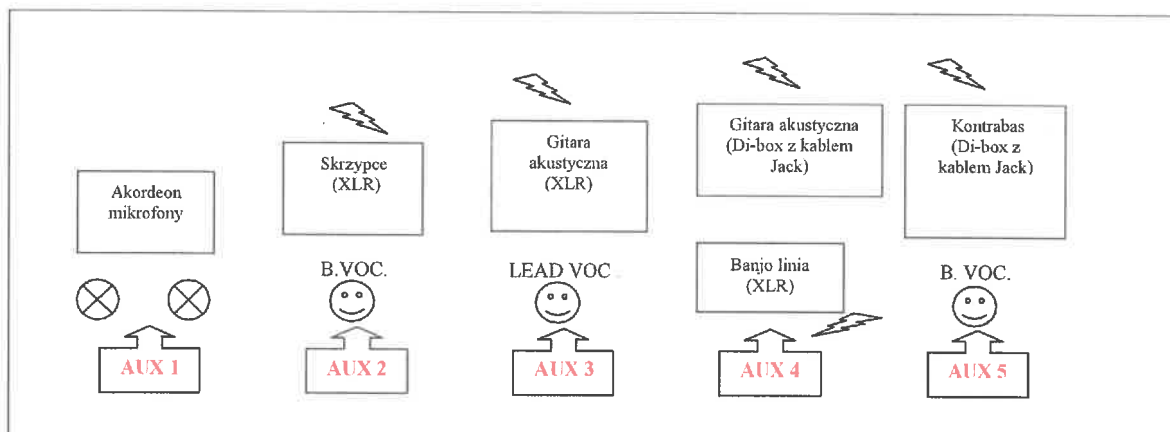 Akordeon
mikrofony
Skrzypce
(XLR)
Gitara
akustyczna
(XLR)
Gitara akustyczna
(Di-box z kablem
Jack)
Kontrabas
(Di-box z
kablem Jack)
Banjo linia
(XLR)
B.VOC.
LEAD VOC
B. VOC.
AUX 1
AUX 2
AUX 3
AUX 4
AUX 5